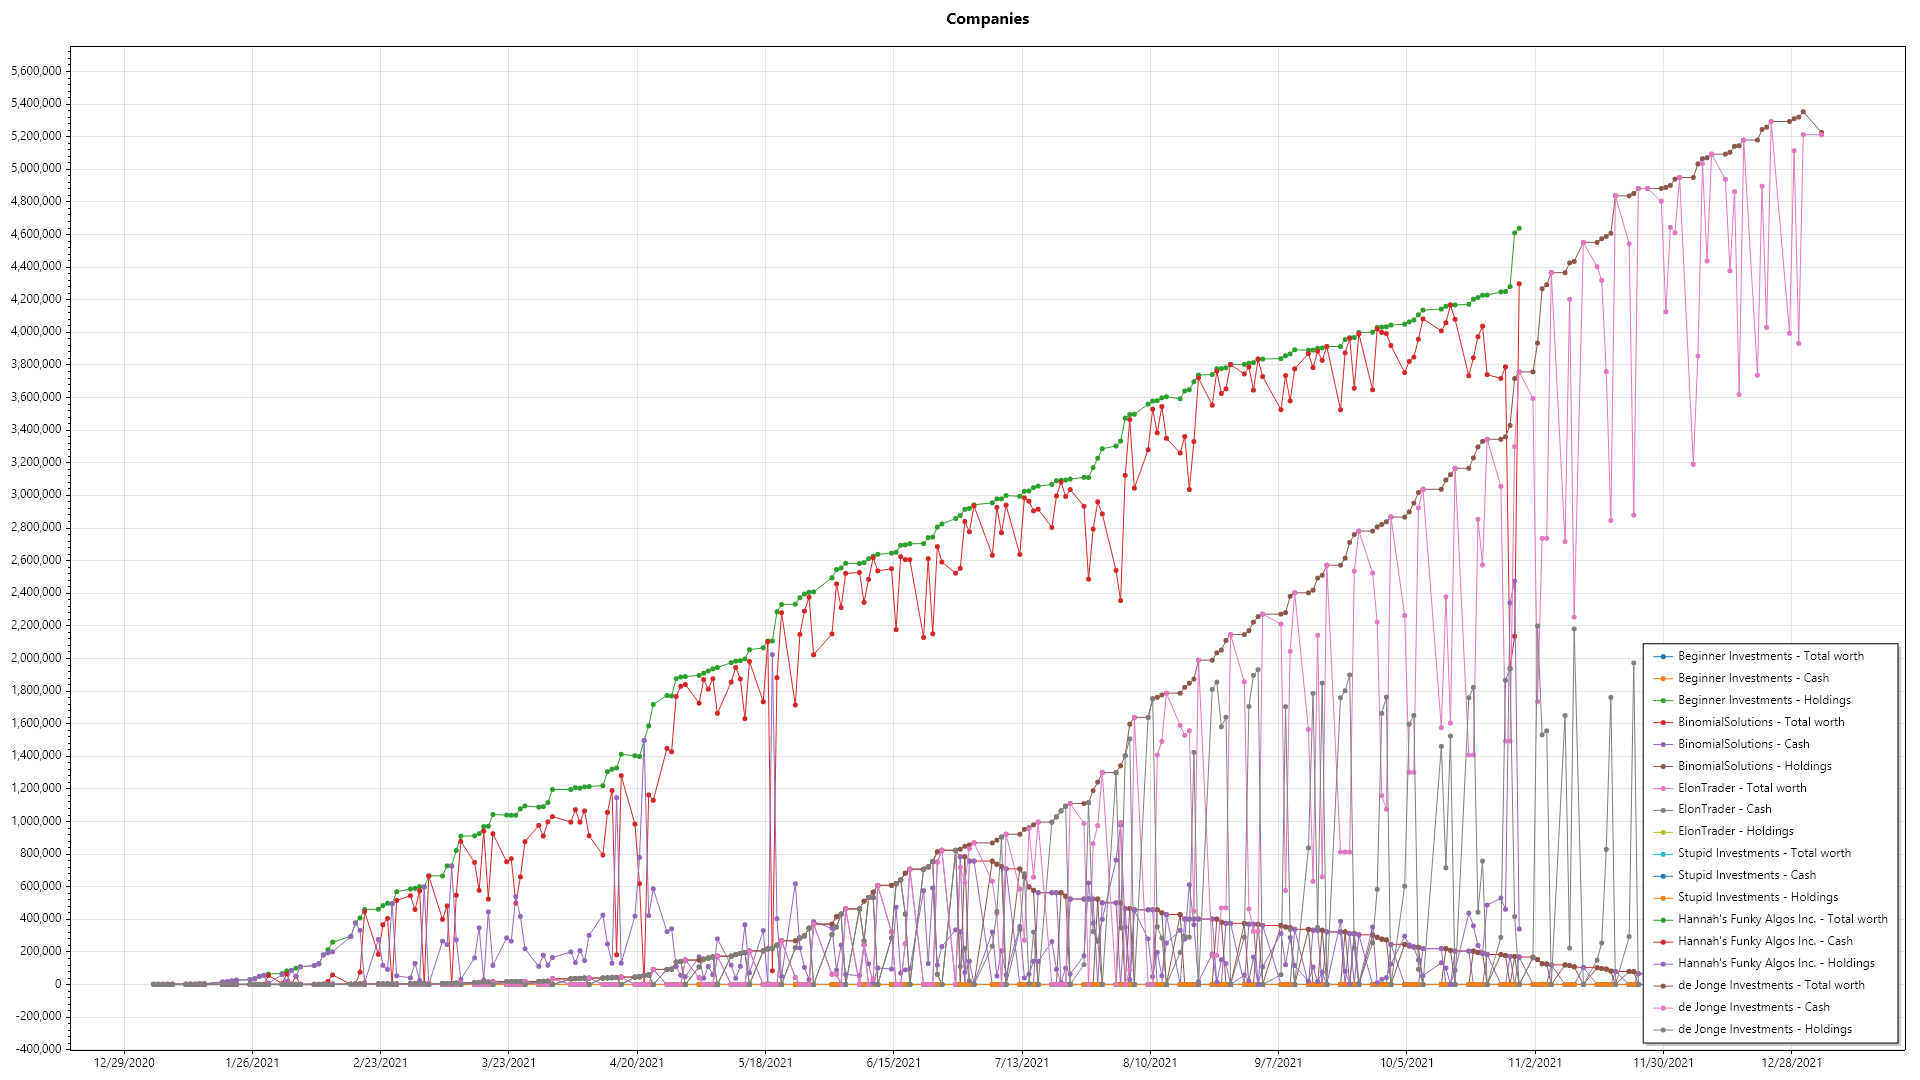 Companies
5,600,000
5,400,000
5,200,000
5,000,000
4,800,000
4,600,000
4,400,000
4,200,000
4,000,000
3,800,000
3,600,000
3,400,000
3,200,000
3,000,000
2,800,000
2,600,000
2,400,000
2,200,000
2,000,000
1,800,000
1,600,000
1,400,000
1,200,000
1,000,000
800,000
600,000
400,000
200,000
0
-200,000
-400,000
12/29/2020 1/26/2021 2/23/2021 3/23/2021 4/20/2021 5/18/2021 6/15/2021 7/13/2021 8/10/2021 9/7/2021 10/5/2021 11/2/2021 11/30/2021 12/28/2021
Beginner Investments - Total worth
Beginner Investments - Cash
Beginner Investments - Holdings
BinomialSolutions - Total worth
BinomialSolutions - Cash
BinomialSolutions - Holdings
ElonTrader - Total worth
ElonTrader - Cash
ElonTrader - Holdings
Stupid Investments - Total worth
Stupid Investments - Cash
Stupid Investments - Holdings
Hannah's Funky Algos Inc. - Total worth
Hannah's Funky Algos Inc. - Cash
Hannah's Funky Algos Inc. - Holdings
de Jonge Investments - Total worth
de Jonge Investments - Cash
de Jonge Investments - Holdings